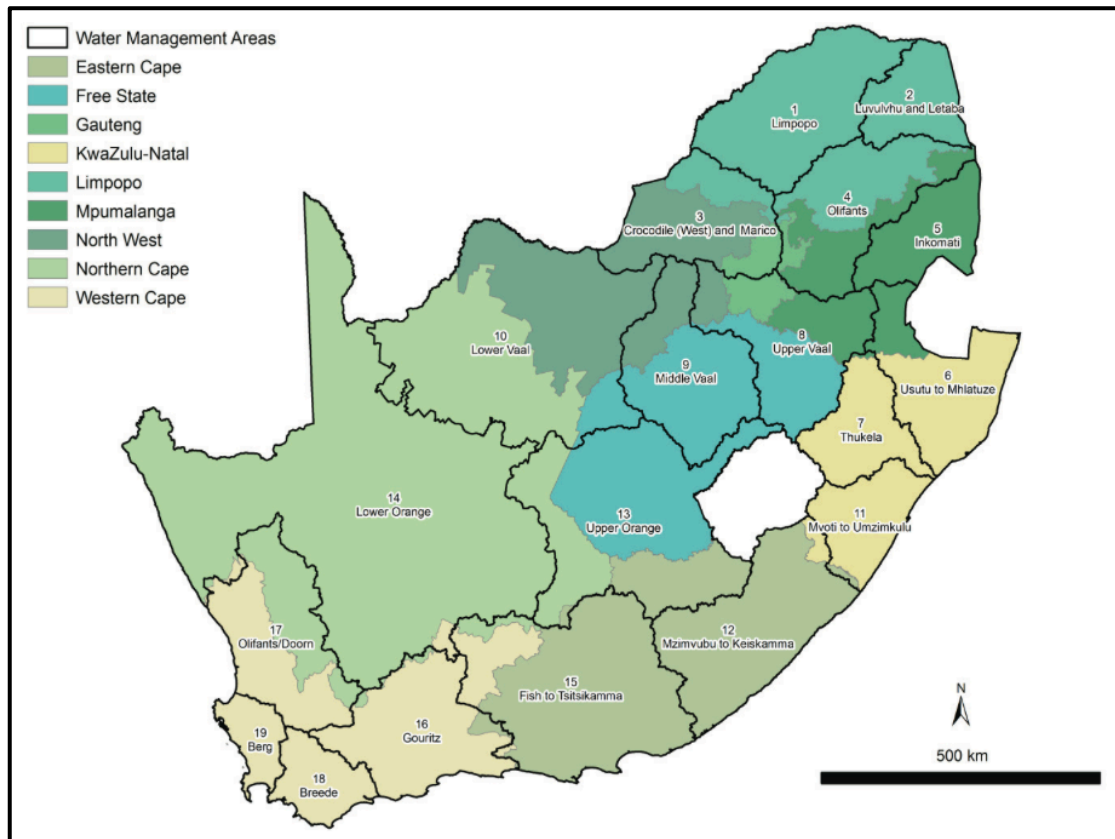 Water Management Areas
Eastern Cape
Free State
Gauteng
KwaZulu-Natal
Limpopo
Mpumalanga
North West
Northern Cape
Western Cape
1
Limpopo
2
Luvulvhu and Letaba
3
Crocodile (West) and Marico
4
Olifants
5
Inkomati
6
Usutu to Mhlatuze
7
Thukela
8
Upper Vaal
9
Middle Vaal
10
Lower Vaal
11
Mvoti to Umzimkulu
12
Mzimvubu to Keiskamma
13
Upper Orange
14
Lower Orange
15
Fish to Tsitsikamma
16
Gouritz
17
Olifants/Doorn
18
Breede
19
Berg
N
500 km